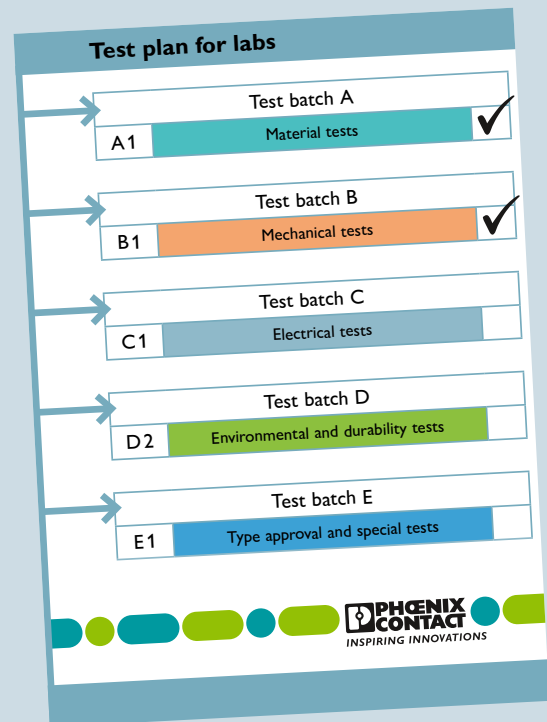 Test plan for labs
Test batch A
A1 Material tests
Test batch B
B1 Mechanical tests
Test batch C
C1 Electrical tests
Test batch D
D2 Environmental and durability tests
Test batch E
E1 Type approval and special tests
PHŒNIX
CONTACT
INSPIRING INNOVATIONS